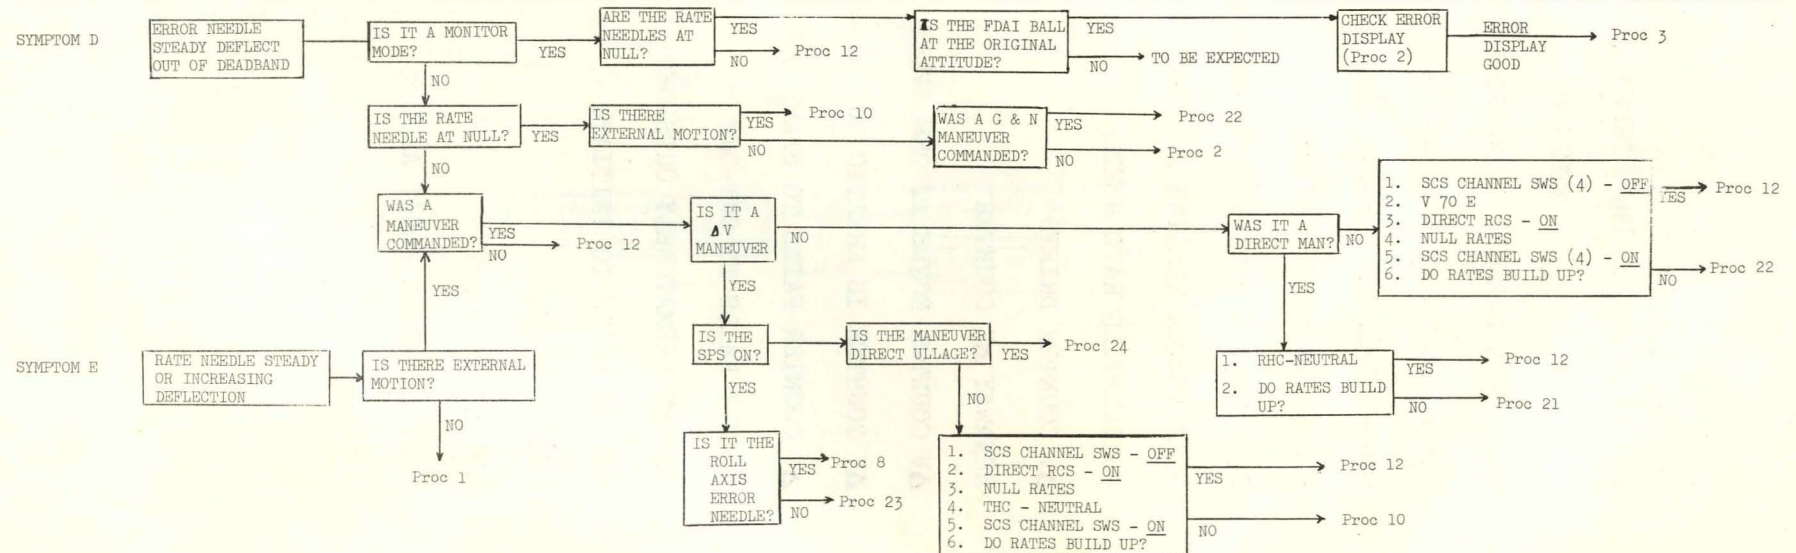 SYMPTOM D
ERROR NEEDLE
STEADY DEFLECT
OUT OF DEADBAND
IS IT A MONITOR
MODE?
YES
NO
ARE THE RATE
NEEDLES AT
NULL?
YES
NO
Proc 12
IS THE FDAI BALL
AT THE ORIGINAL
ATTITUDE?
YES
NO
TO BE EXPECTED
CHECK ERROR
DISPLAY
(Proc 2)
ERROR
DISPLAY
GOOD
Proc 3
IS THE RATE
NEEDLE AT NULL?
YES
NO
IS THERE
EXTERNAL MOTION?
YES
NO
Proc 10
WAS A G & N
MANEUVER
COMMANDED?
YES
NO
Proc 22
Proc 2
WAS A
MANEUVER
COMMANDED?
YES
NO
Proc 12
IS IT A
ΔV
MANEUVER
NO
YES
WAS IT A
DIRECT MAN?
NO
YES
1. SCS CHANNEL SWS (4) - OFF
2. V 70 E
3. DIRECT RCS - ON
4. NULL RATES
5. SCS CHANNEL SWS (4) - ON
6. DO RATES BUILD UP?
YES
Proc 12
NO
Proc 22
YES
IS THE
SPS ON?
YES
IS THE MANEUVER
DIRECT ULLAGE?
YES
Proc 24
NO
1. RHC-NEUTRAL
2. DO RATES BUILD
UP?
YES
Proc 12
NO
Proc 21
SYMPTOM E
RATE NEEDLE STEADY
OR INCREASING
DEFLECTION
IS THERE EXTERNAL
MOTION?
NO
Proc 1
IS IT THE
ROLL
AXIS
ERROR
NEEDLE?
YES
Proc 8
NO
Proc 23
1. SCS CHANNEL SWS - OFF
2. DIRECT RCS - ON
3. NULL RATES
4. THC - NEUTRAL
5. SCS CHANNEL SWS - ON
6. DO RATES BUILD UP?
YES
Proc 12
NO
Proc 10